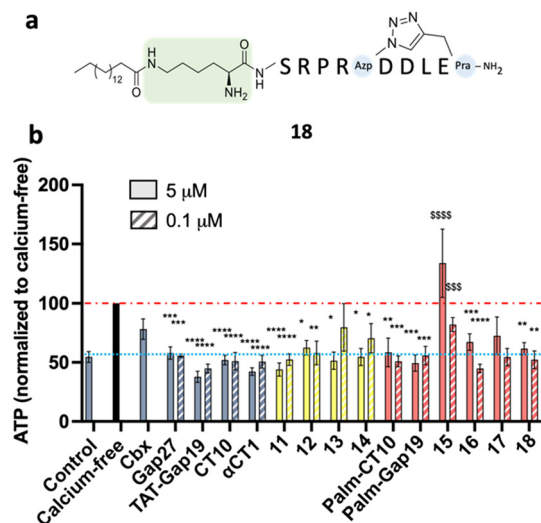 a
12
O
H
N
O
NH₂
N
H
S R P R Azp D D L E Pra NH₂
N=N
N
18
b
ATP (normalized to calcium-free)
200
150
100
50
0
5 μM
0.1 μM
*** ***
**** ****
**** ****
**** ****
**** ****
* **
*
* *
** ***
*** ***
$$$$
$$$
*** ****
** **
Control
Calcium-free
Cbx
Gap27
TAT-Gap19
CT10
αCT1
11
12
13
14
Palm-CT10
Palm-Gap19
15
16
17
18